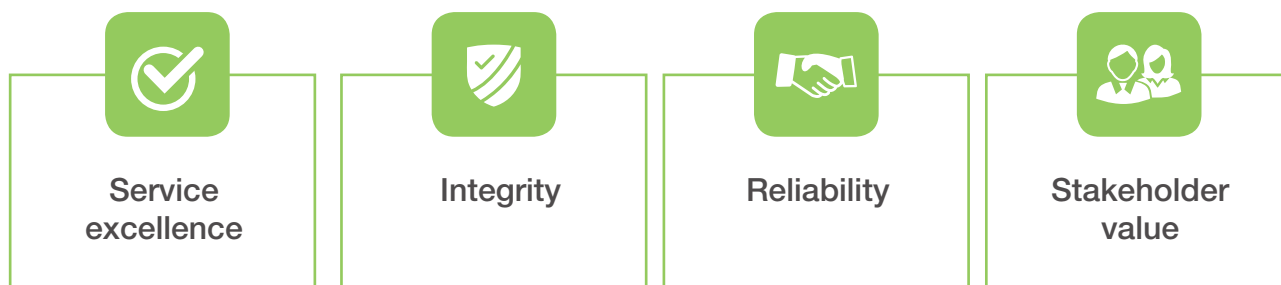 Service
excellence
Integrity
Reliability
Stakeholder
value